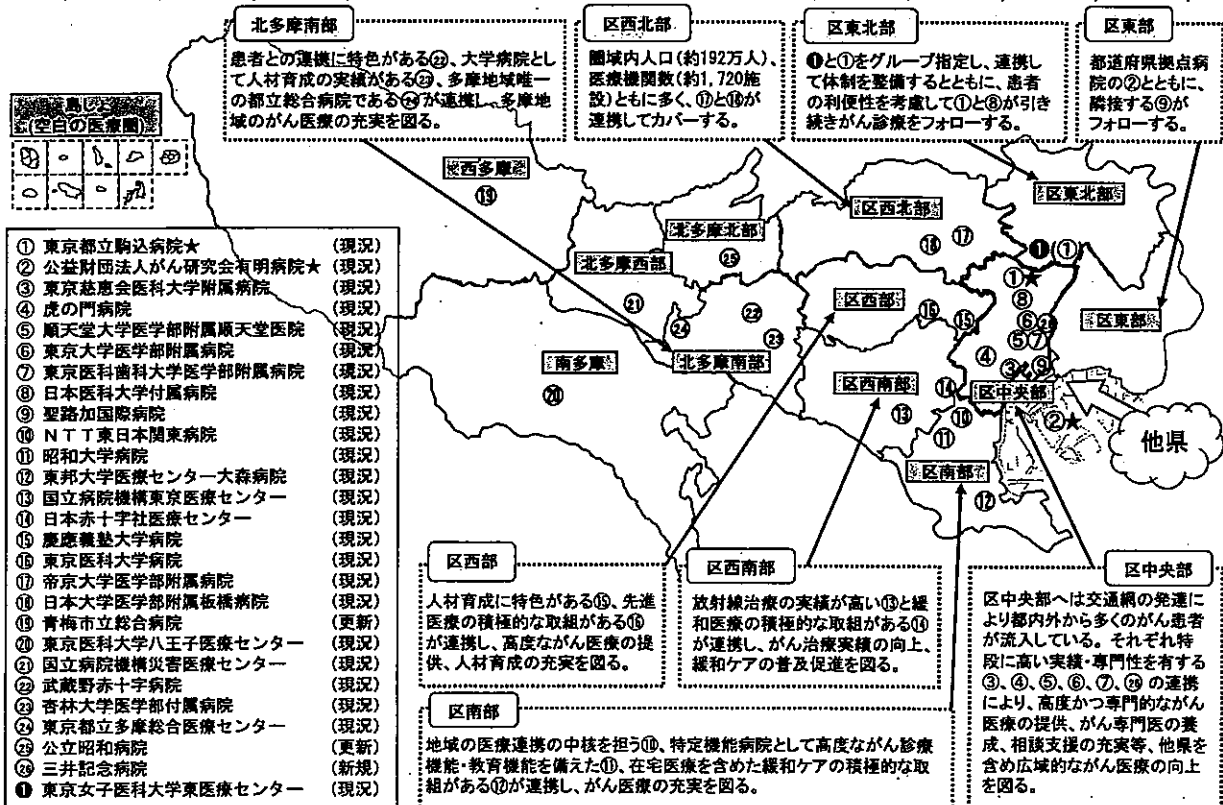 北多摩南部
患者との連携に特色がある㉒、大学病院とし
て人材育成の実績がある㉓、多摩地域唯一
の都立総合病院である㉔が連携し、多摩地
域のがん医療の充実を図る。
区西北部
圏域内人口(約192万人)、
医療機関数(約1,720施
設)ともに多く、⑰と⑱が
連携してカバーする。
区東北部
❶と①をグループ指定し、連携し
て体制を整備するとともに、患者
の利便性を考慮して①と⑧が引き
続きがん診療をフォローする。
区東部
都道府県拠点病
院の②とともに、
隣接する⑨が
フォローする。
島しょ
(空白の医療圏)
西多摩
⑲
北多摩北部
㉕
北多摩西部
㉑
南多摩
⑳
㉔
㉒
㉓
北多摩南部
区西北部
⑱
⑰
区東北部
❶(①)
区西部
⑯
⑮
区西南部
⑭
⑬
区南部
⑩
⑪
⑫
①★
⑧
⑥
㉖
⑤
⑦
④
③
⑨
区中央部
②★
区東部
他県
① 東京都立駒込病院★ (現況)
② 公益財団法人がん研究会有明病院★ (現況)
③ 東京慈恵会医科大学附属病院 (現況)
④ 虎の門病院 (現況)
⑤ 順天堂大学医学部附属順天堂医院 (現況)
⑥ 東京大学医学部附属病院 (現況)
⑦ 東京医科歯科大学医学部附属病院 (現況)
⑧ 日本医科大学付属病院 (現況)
⑨ 聖路加国際病院 (現況)
⑩ NTT東日本関東病院 (現況)
⑪ 昭和大学病院 (現況)
⑫ 東邦大学医療センター大森病院 (現況)
⑬ 国立病院機構東京医療センター (現況)
⑭ 日本赤十字社医療センター (現況)
⑮ 慶應義塾大学病院 (現況)
⑯ 東京医科大学病院 (現況)
⑰ 帝京大学医学部附属病院 (現況)
⑱ 日本大学医学部附属板橋病院 (現況)
⑲ 青梅市立総合病院 (更新)
⑳ 東京医科大学八王子医療センター (現況)
㉑ 国立病院機構災害医療センター (現況)
㉒ 武蔵野赤十字病院 (現況)
㉓ 杏林大学医学部付属病院 (現況)
㉔ 東京都立多摩総合医療センター (現況)
㉕ 公立昭和病院 (更新)
㉖ 三井記念病院 (新規)
❶ 東京女子医科大学東医療センター (現況)
区西部
人材育成に特色がある⑮、先進
医療の積極的な取組がある⑯
が連携し、高度ながん医療の提
供、人材育成の充実を図る。
区西南部
放射線治療の実績が高い⑬と緩
和医療の積極的な取組がある⑭
が連携し、がん治療実績の向上、
緩和ケアの普及促進を図る。
区南部
地域の医療連携の中核を担う⑩、特定機能病院として高度ながん診療
機能・教育機能を備えた⑪、在宅医療を含めた緩和ケアの積極的な取
組がある⑫が連携し、がん医療の充実を図る。
区中央部
区中央部へは交通網の発達に
より都内外から多くのがん患者
が流入している。それぞれ特
段に高い実績・専門性を有する
③、④、⑤、⑥、⑦、㉖の連携
により、高度かつ専門的ながん
医療の提供、がん専門医の養
成、相談支援の充実等、他県を
含め広域的ながん医療の向上
を図る。